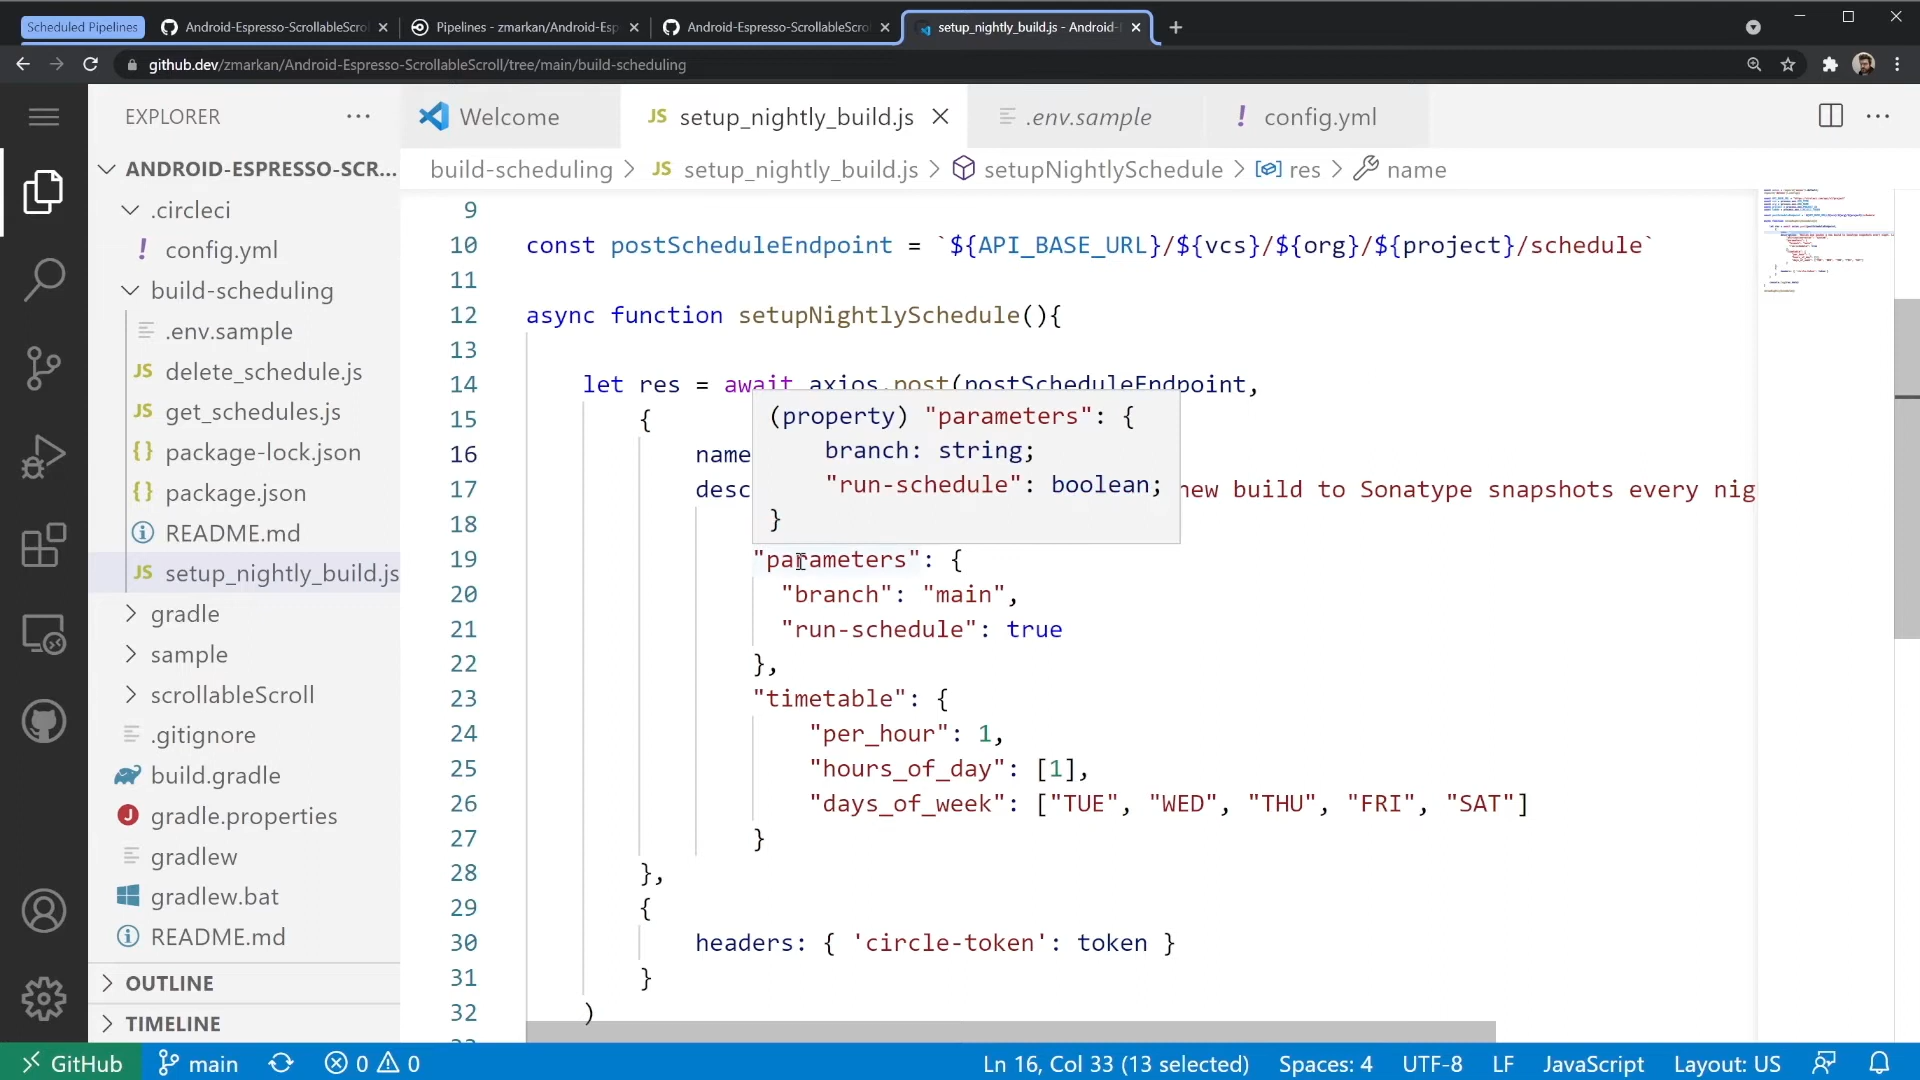 Scheduled Pipelines
Android-Espresso-ScrollableScro
Pipelines - zmarkan/Android-Esp
Android-Espresso-ScrollableScro
setup_nightly_build.js - Android-
github.dev/zmarkan/Android-Espresso-ScrollableScroll/tree/main/build-scheduling
EXPLORER
Welcome
JS setup_nightly_build.js
.env.sample
! config.yml
ANDROID-ESPRESSO-SCR...
build-scheduling > JS setup_nightly_build.js > setupNightlySchedule > res > name
.circleci
! config.yml
build-scheduling
.env.sample
JS delete_schedule.js
JS get_schedules.js
{} package-lock.json
{} package.json
README.md
JS setup_nightly_build.js
gradle
sample
scrollableScroll
.gitignore
build.gradle
gradle.properties
gradlew
gradlew.bat
README.md
OUTLINE
TIMELINE
9
10 const postScheduleEndpoint = `${API_BASE_URL}/${vcs}/${org}/${project}/schedule`
11
12 async function setupNightlySchedule(){
13
14 let res = await axios.post(postScheduleEndpoint,
15 {
16 name
17 desc new build to Sonatype snapshots every nig
18
(property) "parameters": {
branch: string;
"run-schedule": boolean;
}
19 "parameters": {
20 "branch": "main",
21 "run-schedule": true
22 },
23 "timetable": {
24 "per_hour": 1,
25 "hours_of_day": [1],
26 "days_of_week": ["TUE", "WED", "THU", "FRI", "SAT"]
27 }
28 },
29 {
30 headers: { 'circle-token': token }
31 }
32 )
GitHub
main
0 0
Ln 16, Col 33 (13 selected)
Spaces: 4
UTF-8
LF
JavaScript
Layout: US